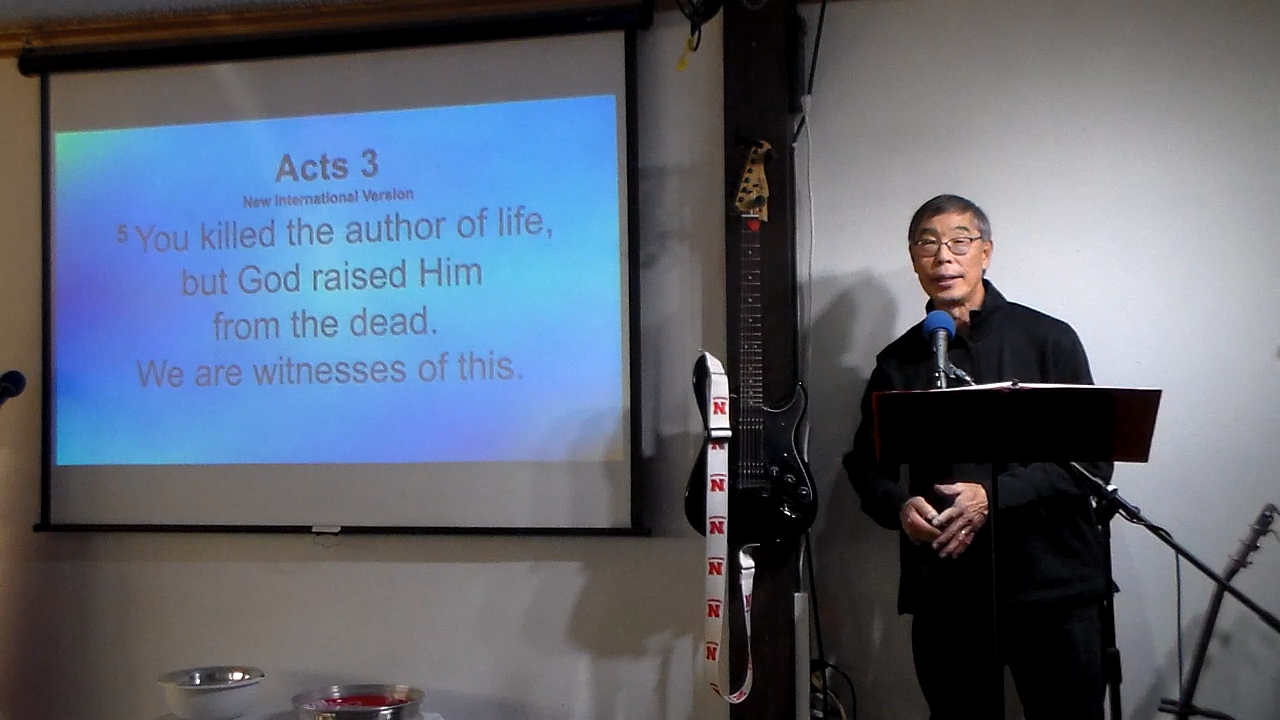 Acts 3
New International Version
5 You killed the author of life,
but God raised Him
from the dead.
We are witnesses of this.
N
N
N
N
N
N
N